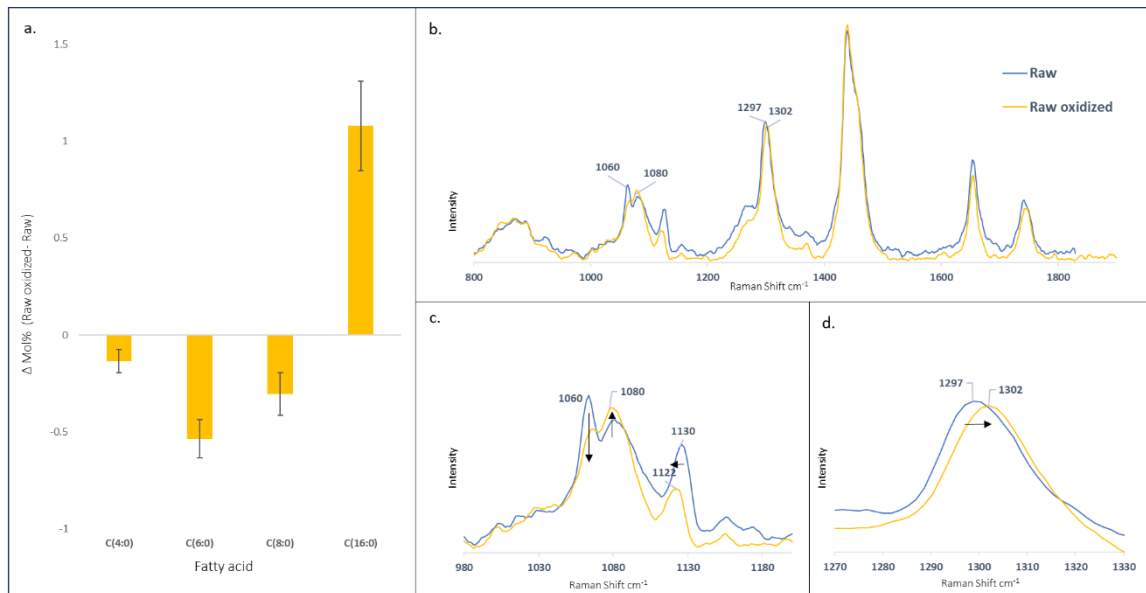 a.
Δ Mol% (Raw oxidized- Raw)
1.5
1
0.5
0
-0.5
-1
C(4:0) C(6:0) C(8:0) C(16:0)
Fatty acid
b.
Intensity
Raw
Raw oxidized
1297
1302
1060
1080
800 1000 1200 1400 1600 1800
Raman Shift cm⁻¹
c.
Intensity
1060
1080
1130
1122
980 1030 1080 1130 1180
Raman Shift cm⁻¹
d.
Intensity
1297
1302
1270 1280 1290 1300 1310 1320 1330
Raman Shift cm⁻¹